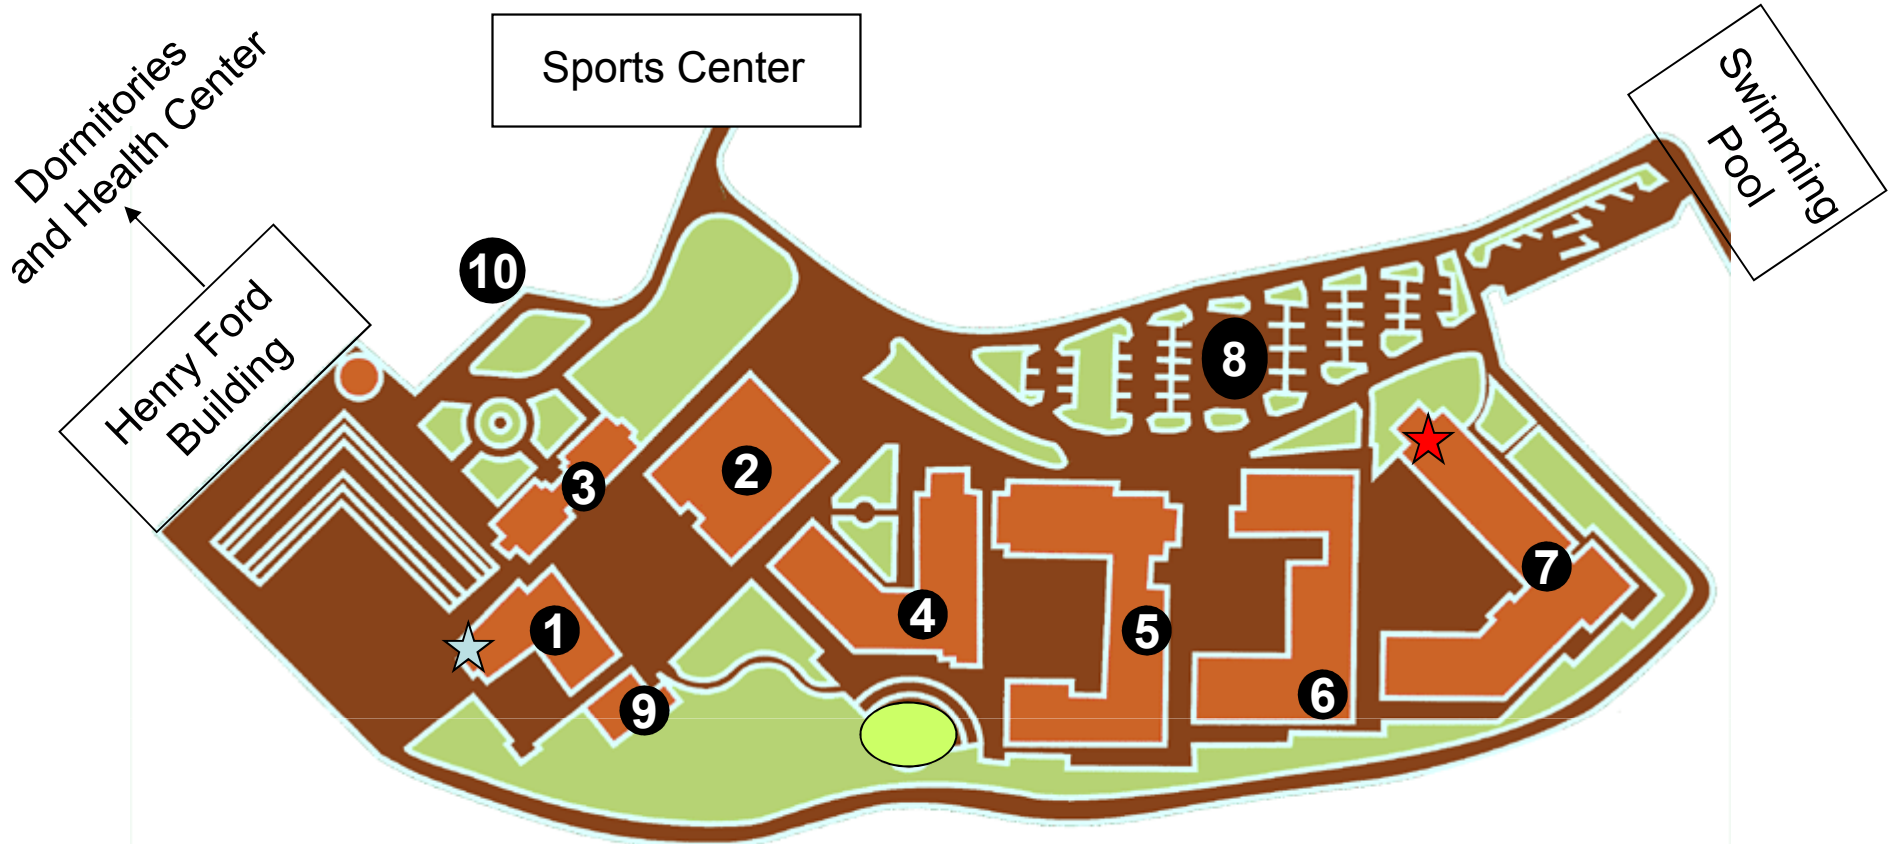 Dormitories
and Health Center
Sports Center
Swimming
Pool
Henry Ford
Building
10
8
2
3
7
4
1
5
6
9